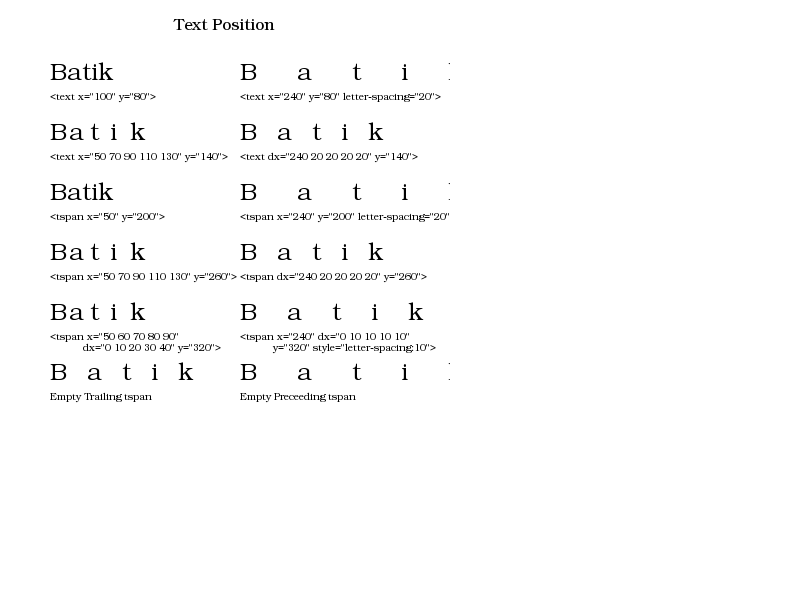 Text Position
Batik
B a t i
<text x="100" y="80">
<text x="240" y="80" letter-spacing="20">
Ba t i k
B a t i k
<text x="50 70 90 110 130" y="140">
<text dx="240 20 20 20 20" y="140">
Batik
B a t i
<tspan x="50" y="200">
<tspan x="240" y="200" letter-spacing="20"
Ba t i k
B a t i k
<tspan x="50 70 90 110 130" y="260">
<tspan dx="240 20 20 20 20" y="260">
Ba t i k
B a t i k
<tspan x="50 60 70 80 90"
dx="0 10 20 30 40" y="320">
<tspan x="240" dx="0 10 10 10 10"
y="320" style="letter-spacing:10">
B a t i k
B a t i
Empty Trailing tspan
Empty Preceeding tspan